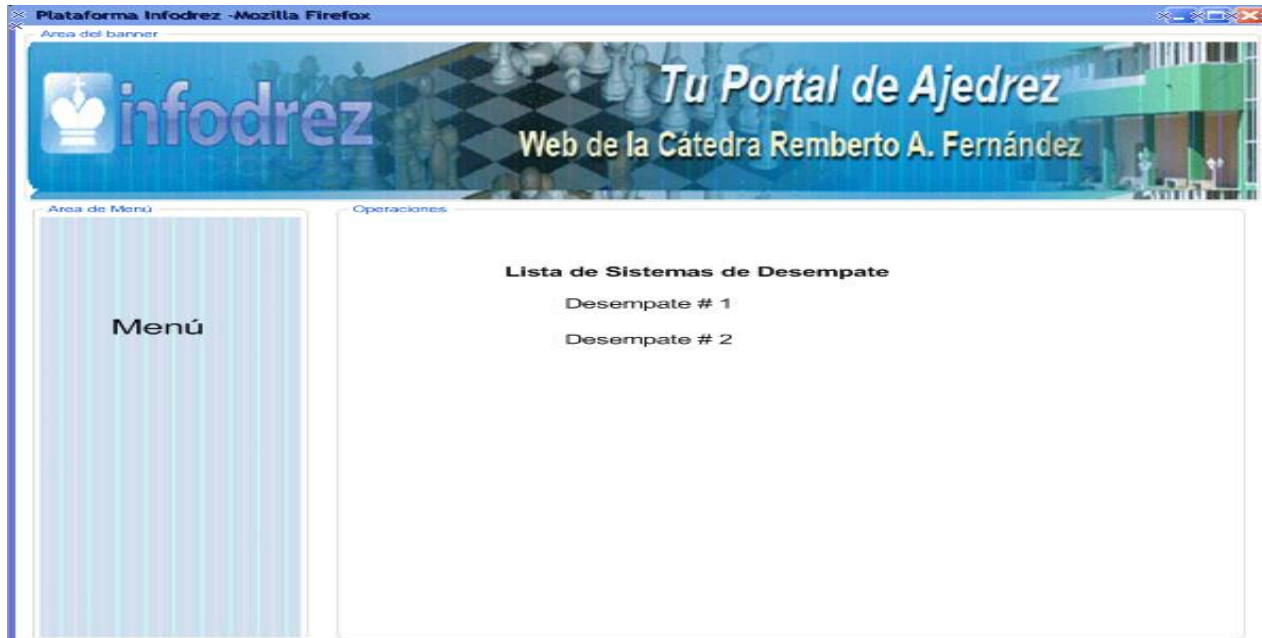 Plataforma Infodrez -Mozilla Firefox
Area del banner
infodrez
Tu Portal de Ajedrez
Web de la Cátedra Remberto A. Fernández
Area de Menú
Operaciones
Lista de Sistemas de Desempate
Desempate # 1
Menú
Desempate # 2